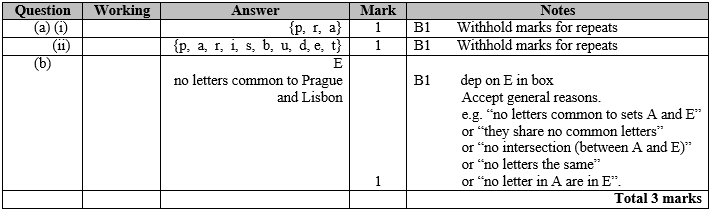 Question Working Answer Mark Notes
(a) (i) {p, r, a} 1 B1 Withhold marks for repeats
(ii) {p, a, r, i, s, b, u, d, e, t} 1 B1 Withhold marks for repeats
(b) E
no letters common to Prague B1 dep on E in box
and Lisbon Accept general reasons.
e.g. “no letters common to sets A and E”
or “they share no common letters”
or “no intersection (between A and E)”
or “no letters the same”
1 or “no letter in A are in E”.
Total 3 marks